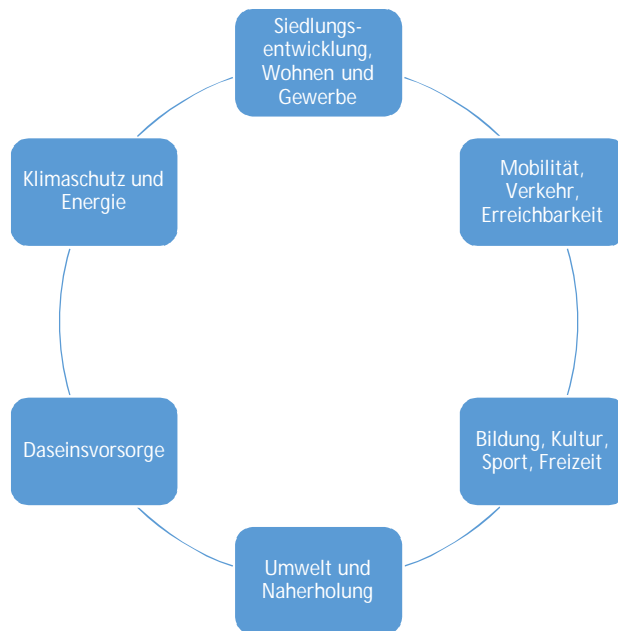 Siedlungs-
entwicklung,
Wohnen und
Gewerbe
Mobilität,
Verkehr,
Erreichbarkeit
Bildung, Kultur,
Sport, Freizeit
Umwelt und
Naherholung
Daseinsvorsorge
Klimaschutz und
Energie